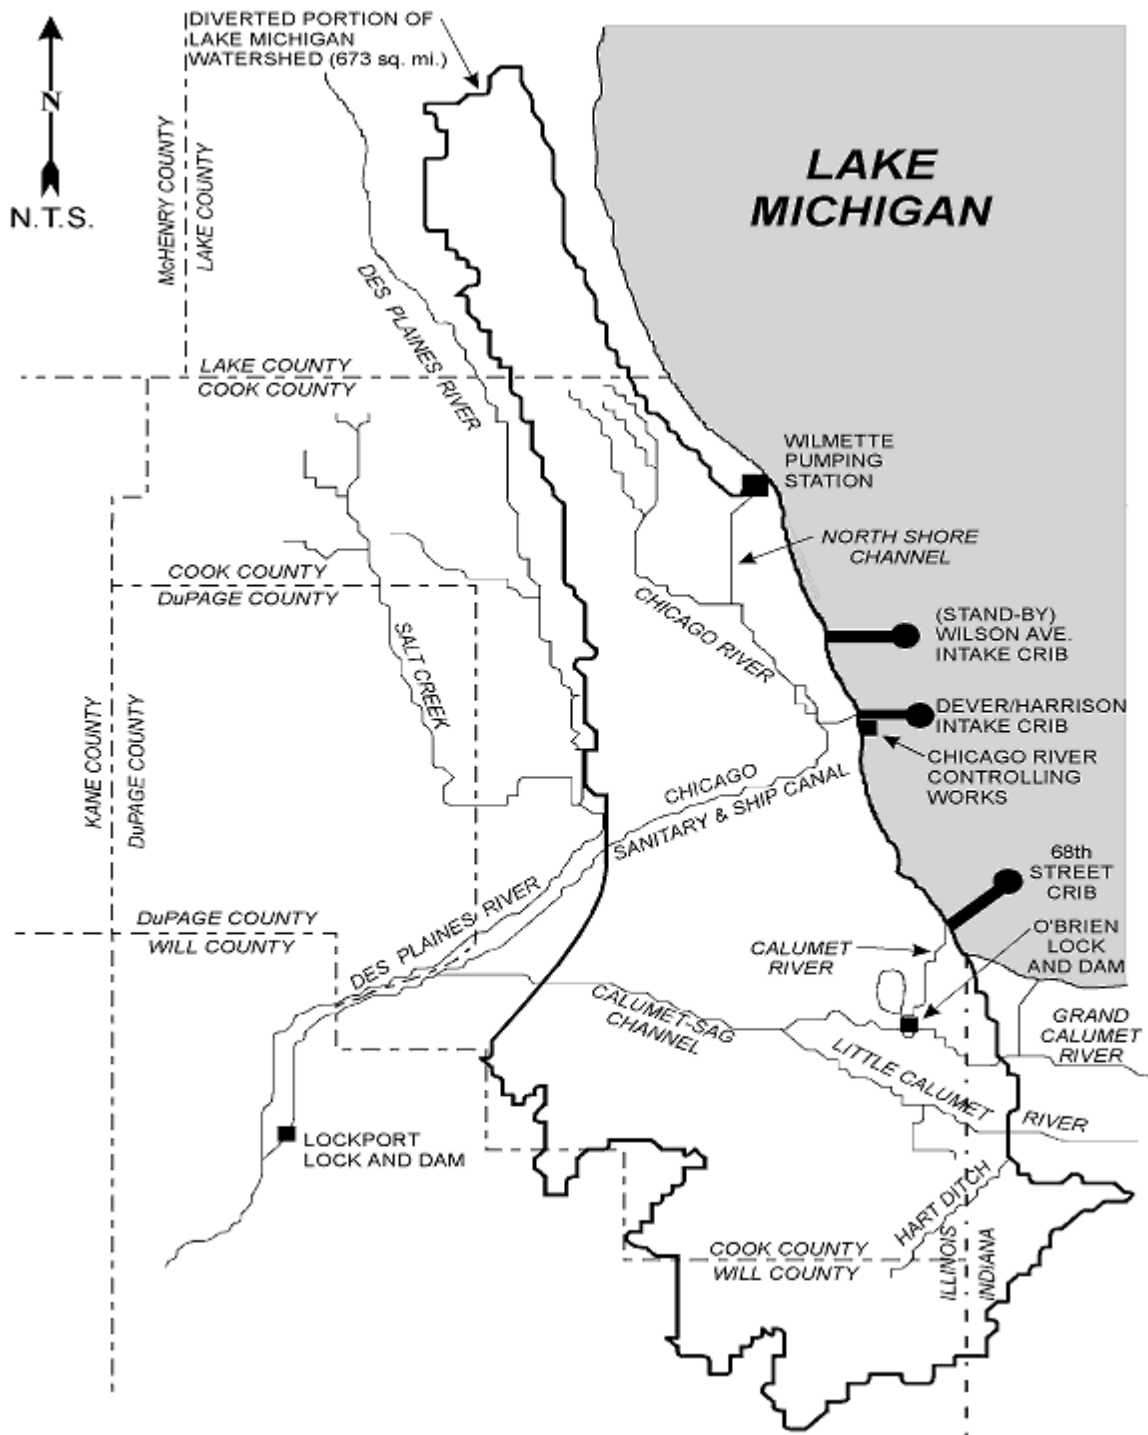 DIVERTED PORTION OF
LAKE MICHIGAN
WATERSHED (673 sq. mi.)
N
N.T.S.
McHENRY COUNTY
LAKE COUNTY
LAKE
MICHIGAN
DES PLAINES RIVER
LAKE COUNTY
COOK COUNTY
WILMETTE
PUMPING
STATION
NORTH SHORE
CHANNEL
COOK COUNTY
DuPAGE COUNTY
CHICAGO RIVER
(STAND-BY)
WILSON AVE.
INTAKE CRIB
SALT CREEK
KANE COUNTY
DuPAGE COUNTY
DEVER/HARRISON
INTAKE CRIB
CHICAGO RIVER
CONTROLLING
WORKS
CHICAGO
SANITARY & SHIP CANAL
68th
STREET
CRIB
DuPAGE COUNTY
WILL COUNTY
DES PLAINES RIVER
CALUMET
RIVER
O'BRIEN
LOCK
AND DAM
CALUMET-SAG
CHANNEL
GRAND
CALUMET
RIVER
LITTLE CALUMET
RIVER
LOCKPORT
LOCK AND DAM
HART DITCH
COOK COUNTY
WILL COUNTY
ILLINOIS
INDIANA